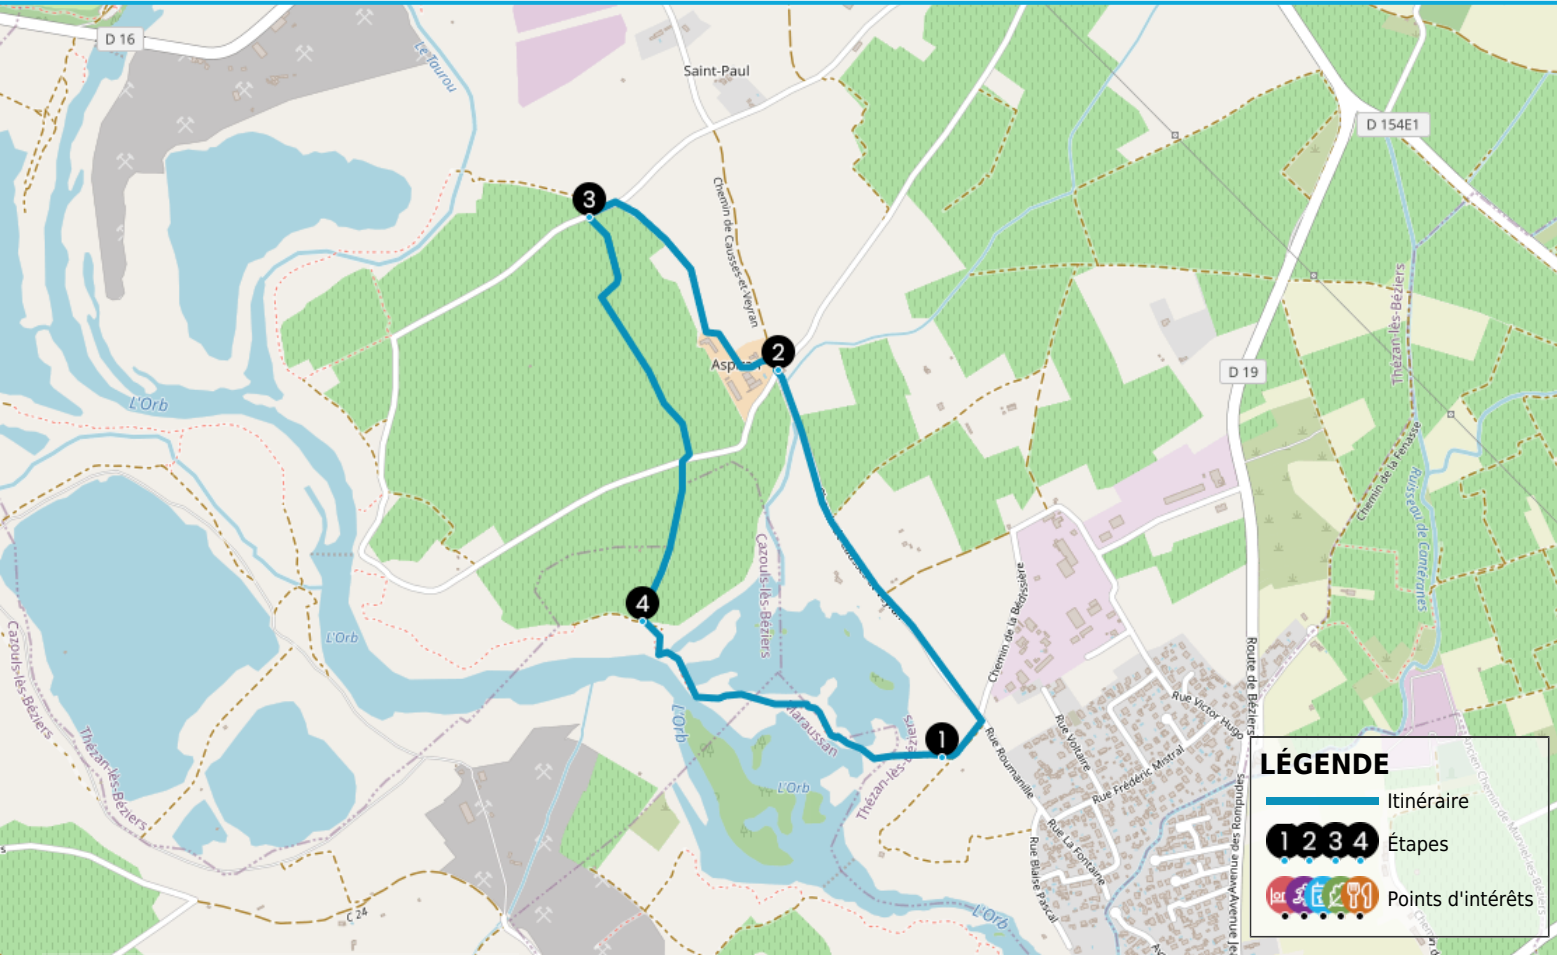 D 16
Le Taurou
Saint-Paul
D 154E1
3
Chemin de Causses-et-Veyran
2
Thézan-lès-Béziers
D 19
L'Orb
Chemin de la Fenasse
Ruisseau de Canteranes
Cazouls-lès-Béziers
Chemin de la Bédissière
4
L'Orb
Cazouls-lès-Béziers
Thézan-lès-Béziers
L'Orb
Maraussan
1
Thézan-lès-Béziers
L'Orb
Rue Victor Hugo
Route de Béziers
Rue Voltaire
Rue Roumanille
Rue Frédéric Mistral
Rue La Fontaine
Rue Blaise Pascal
Avenue des Rompudes
L'Orb
C 24
LÉGENDE
Itinéraire
1 2 3 4
Étapes
Points d'intérêts